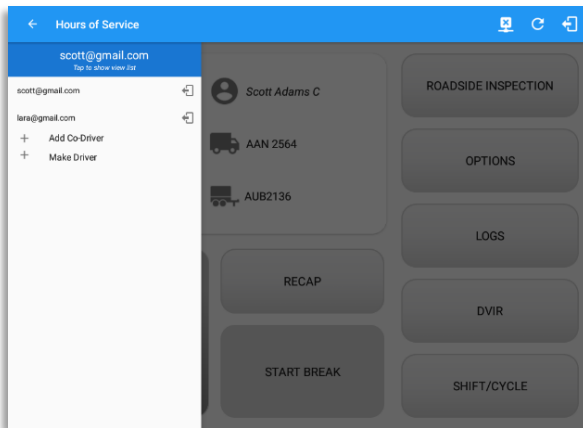 Hours of Service
scott@gmail.com
Tap to show view list
scott@gmail.com
lara@gmail.com
Add Co-Driver
Make Driver
Scott Adams C
AAN 2564
AUB2136
RECAP
START BREAK
ROADSIDE INSPECTION
OPTIONS
LOGS
DVIR
SHIFT/CYCLE